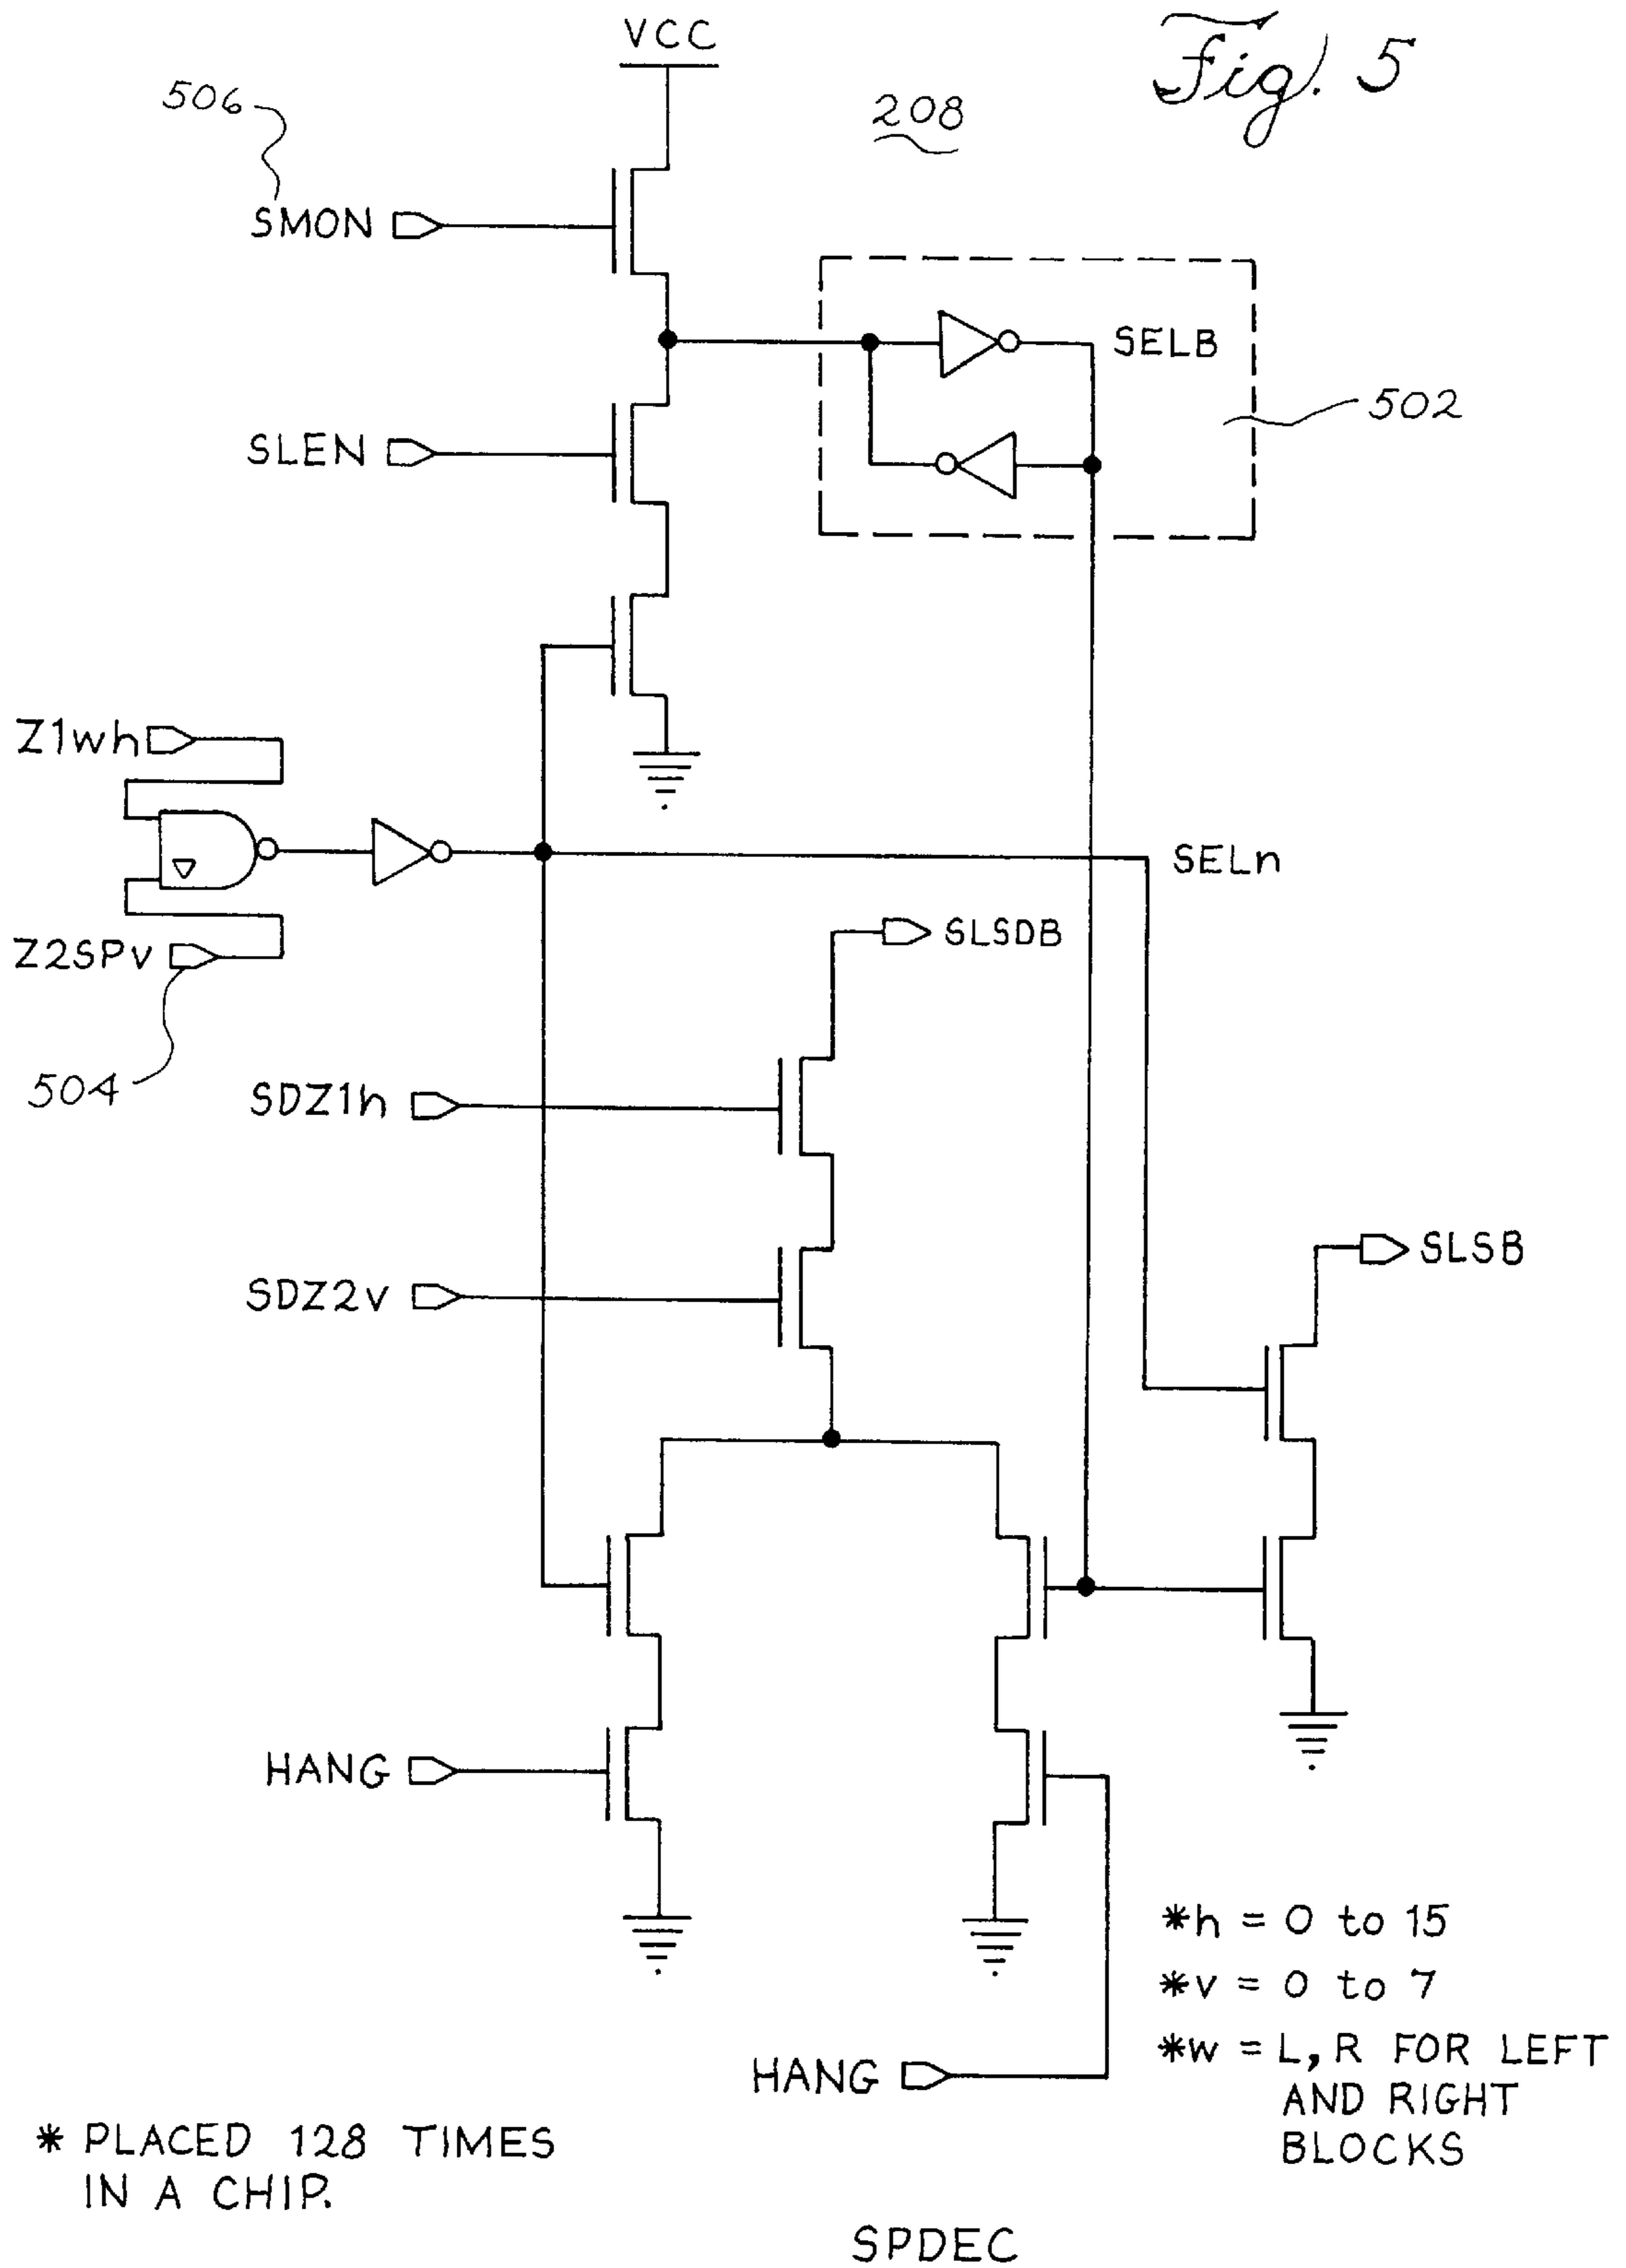 VCC
Fig. 5
506
208
SMON
SELB
502
SLEN
Z1wh
SELn
Z2SPv
SLSDB
504
SDZ1h
SLSB
SDZ2v
HANG
*h = 0 to 15
*v = 0 to 7
*w = L, R FOR LEFT
AND RIGHT
BLOCKS
HANG
* PLACED 128 TIMES
IN A CHIP.
SPDEC